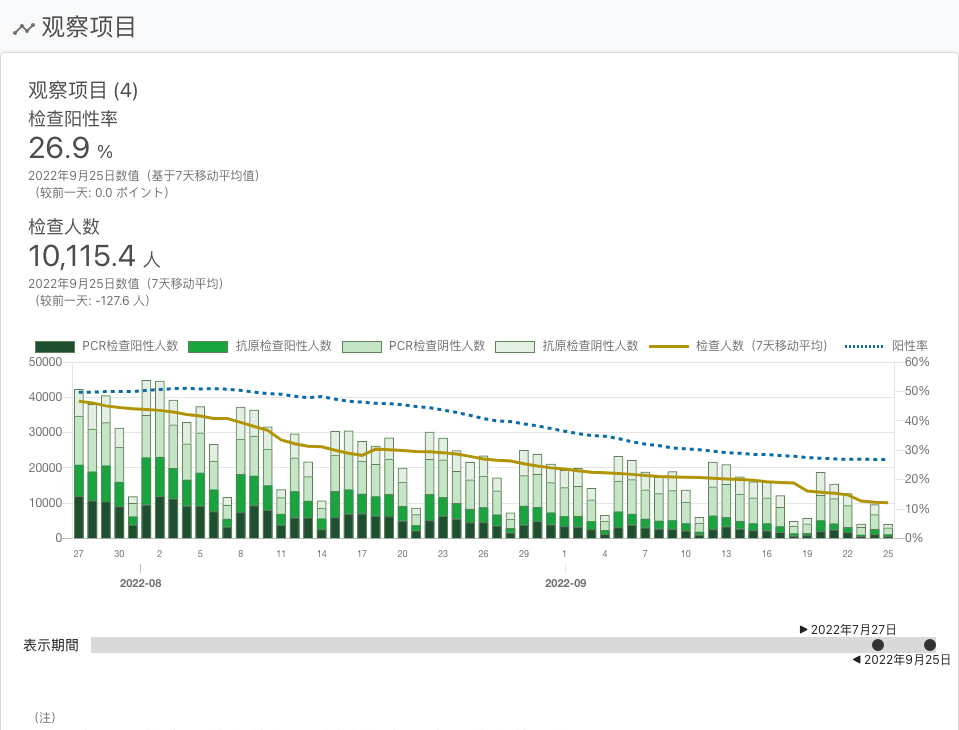 观察项目
观察项目 (4)
检查阳性率
26.9 %
2022年9月25日数值（基于7天移动平均值）
（较前一天: 0.0 ポイント）
检查人数
10,115.4 人
2022年9月25日数值（7天移动平均）
（较前一天: -127.6 人）
PCR检查阳性人数 抗原检查阳性人数 PCR检查阴性人数 抗原检查阴性人数 检查人数（7天移动平均） 阳性率
50000 60%
40000 50%
30000 40%
20000 30%
10000 20%
0 10%
0%
27 30 2 5 8 11 14 17 20 23 26 29 1 4 7 10 13 16 19 22 25
2022-08 2022-09
▶ 2022年7月27日
表示期間
◀ 2022年9月25日
（注）